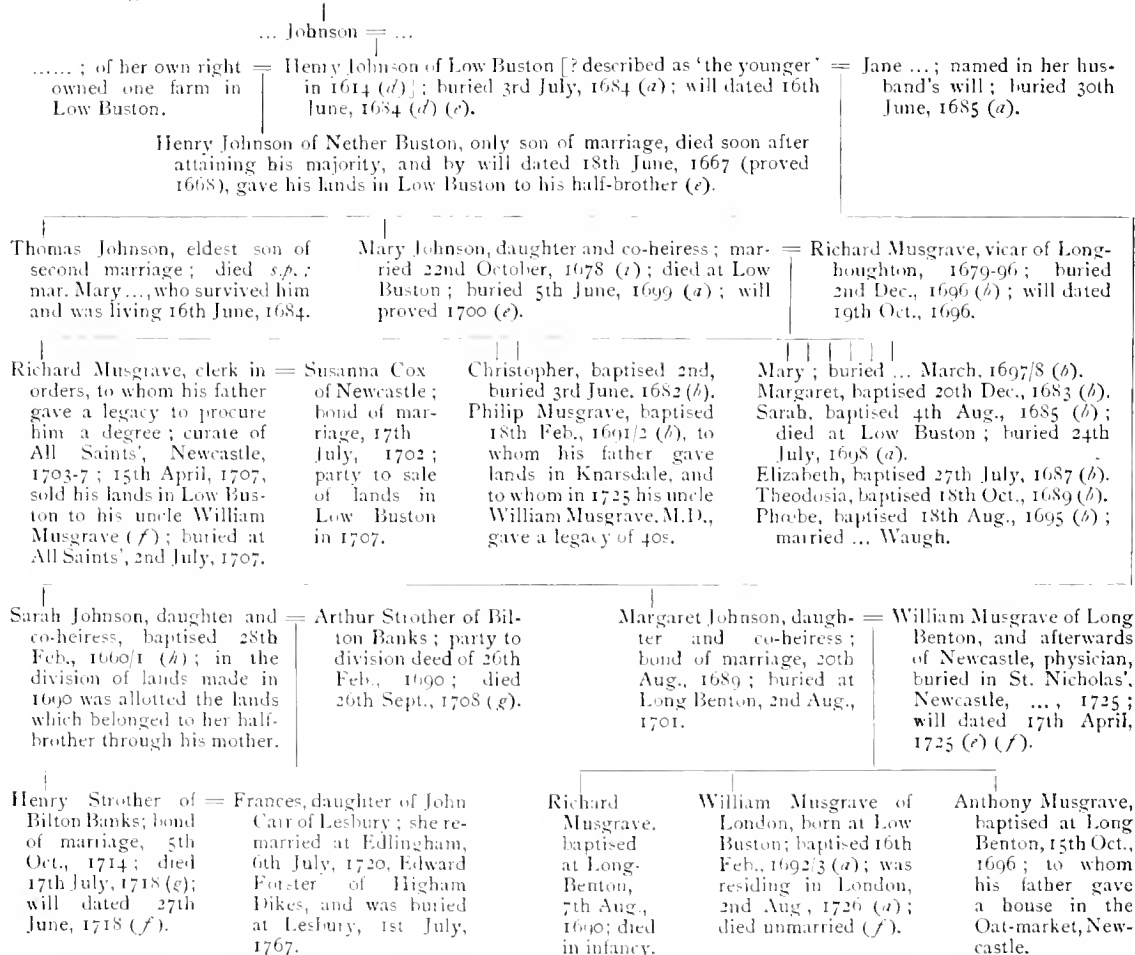 ... Johnson = ...
...... ; of her own right
owned one farm in
Low Buston.
= Henry Johnson of Low Buston [? described as ‘the younger’
in 1614 (d)] ; buried 3rd July, 1684 (a) ; will dated 16th
June, 1684 (d) (e).
= Jane ... ; named in her hus-
band's will ; buried 30th
June, 1685 (a).
Henry Johnson of Nether Buston, only son of marriage, died soon after
attaining his majority, and by will dated 18th June, 1667 (proved
1668), gave his lands in Low Buston to his half-brother (e).
Thomas Johnson, eldest son of
second marriage ; died s.p. ;
mar. Mary ..., who survived him
and was living 16th June, 1684.
Mary Johnson, daughter and co-heiress ; mar-
ried 22nd October, 1678 (i) ; died at Low
Buston ; buried 5th June, 1699 (a) ; will
proved 1700 (e).
= Richard Musgrave, vicar of Long-
houghton, 1679-96 ; buried
2nd Dec., 1696 (h) ; will dated
19th Oct., 1696.
Richard Musgrave, clerk in
orders, to whom his father
gave a legacy to procure
him a degree ; curate of
All Saints', Newcastle,
1703-7 ; 15th April, 1707,
sold his lands in Low Bus-
ton to his uncle William
Musgrave (f) ; buried at
All Saints', 2nd July, 1707.
= Susanna Cox
of Newcastle ;
bond of mar-
riage, 17th
July, 1702 ;
party to sale
of lands in
Low Buston
in 1707.
Christopher, baptised 2nd,
buried 3rd June, 1682 (h).
Philip Musgrave, baptised
18th Feb., 1691/2 (h), to
whom his father gave
lands in Knarsdale, and
to whom in 1725 his uncle
William Musgrave, M.D.,
gave a legacy of 40s.
Mary ; buried ... March, 1697/8 (h).
Margaret, baptised 20th Dec., 1683 (h).
Sarah, baptised 4th Aug., 1685 (h) ;
died at Low Buston ; buried 24th
July, 1698 (a).
Elizabeth, baptised 27th July, 1687 (h).
Theodosia, baptised 18th Oct., 1689 (h).
Phœbe, baptised 18th Aug., 1695 (h) ;
married ... Waugh.
Sarah Johnson, daughter and
co-heiress, baptised 28th
Feb., 1660/1 (h) ; in the
division of lands made in
1690 was allotted the lands
which belonged to her half-
brother through his mother.
= Arthur Strother of Bil-
ton Banks ; party to
division deed of 26th
Feb., 1690 ; died
26th Sept., 1708 (g).
Margaret Johnson, daugh-
ter and co-heiress ;
bond of marriage, 20th
Aug., 1689 ; buried at
Long Benton, 2nd Aug.,
1701.
= William Musgrave of Long
Benton, and afterwards
of Newcastle, physician,
buried in St. Nicholas',
Newcastle, ..., 1725 ;
will dated 17th April,
1725 (e) (f).
Henry Strother of
Bilton Banks ; bond
of marriage, 5th
Oct., 1714 ; died
17th July, 1718 (g) ;
will dated 27th
June, 1718 (f).
= Frances, daughter of John
Carr of Lesbury ; she re-
married at Edlingham,
6th July, 1720, Edward
Forster of Higham
Dikes, and was buried
at Lesbury, 1st July,
1767.
Richard
Musgrave,
baptised
at Long-
Benton,
7th Aug.,
1690 ; died
in infancy.
William Musgrave of
London, born at Low
Buston ; baptised 16th
Feb., 1692/3 (a) ; was
residing in London,
2nd Aug., 1726 (a) ;
died unmarried (f).
Anthony Musgrave,
baptised at Long
Benton, 15th Oct.,
1696 ; to whom
his father gave
a house in the
Oat-market, New-
castle.